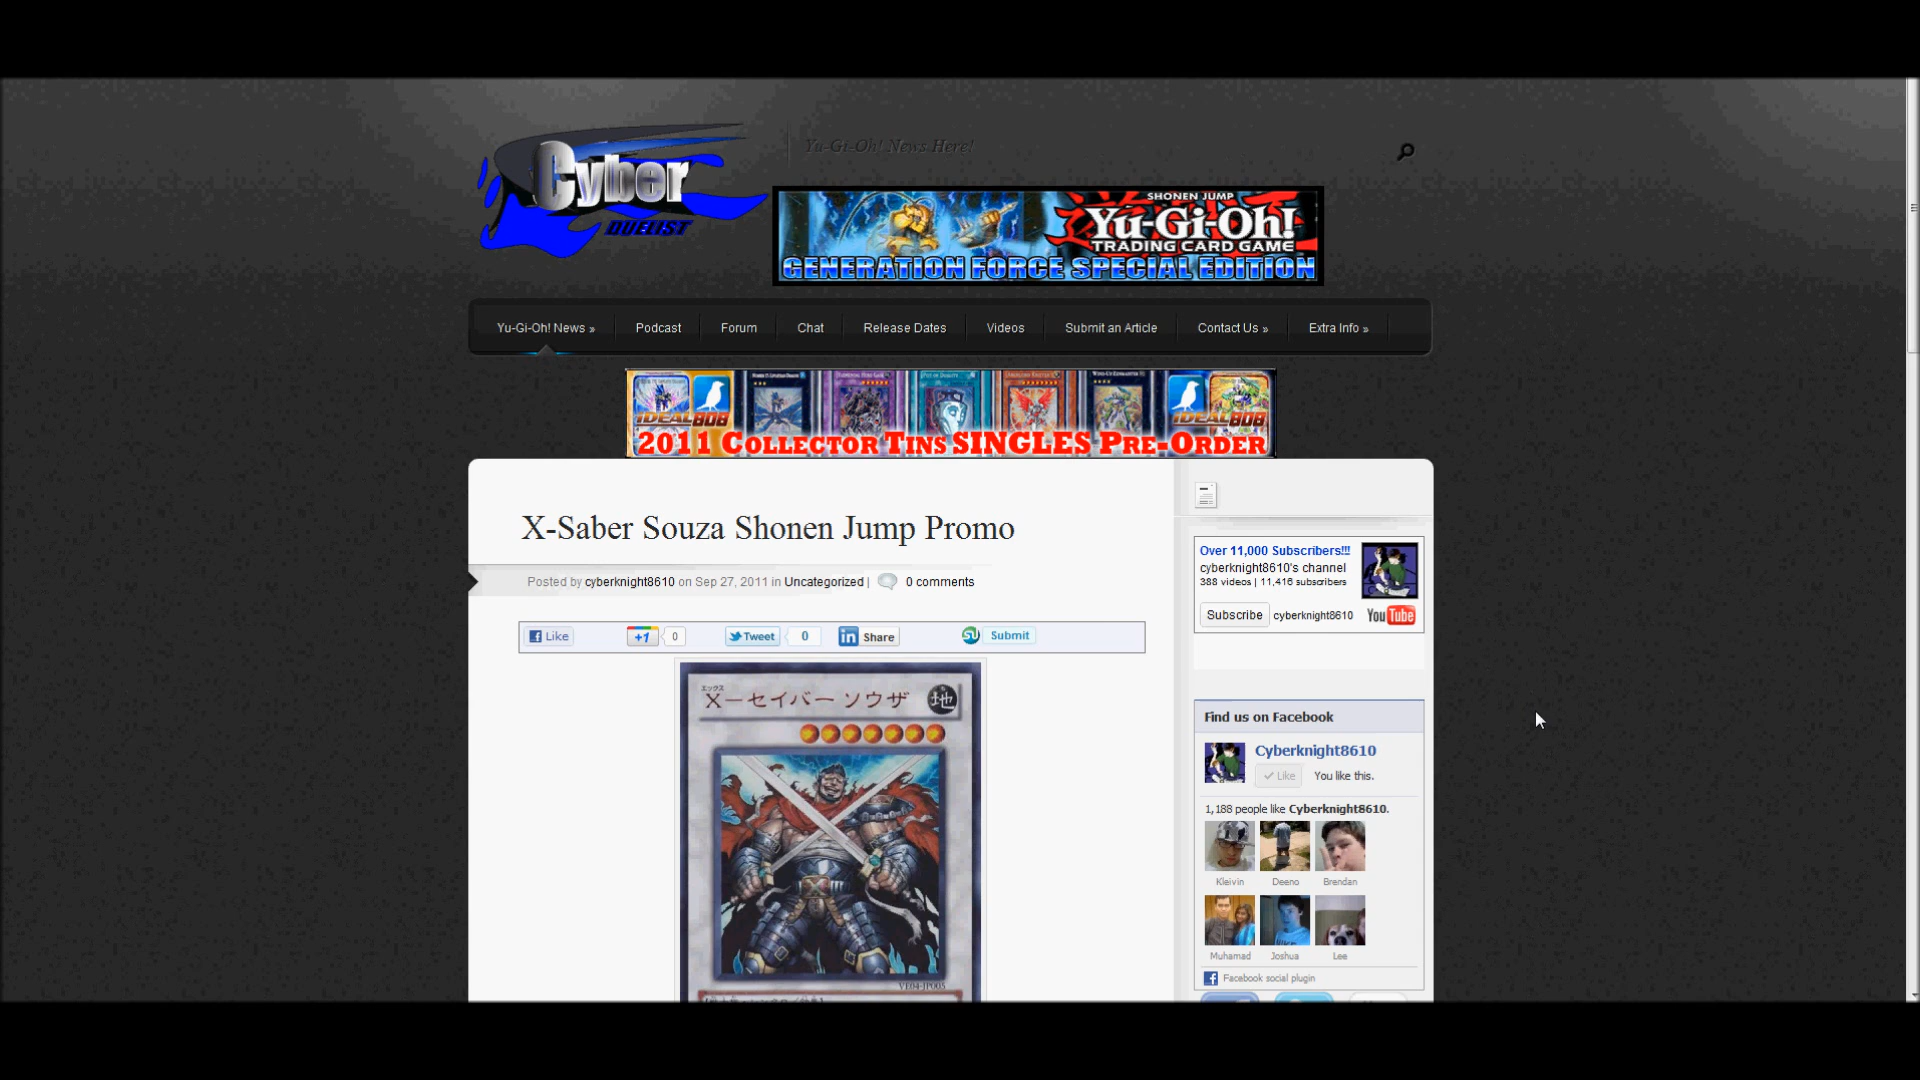 Cyber
DUELIST
Yu-Gi-Oh! News Here!
SHONEN JUMP
Yu-Gi-Oh!
TRADING CARD GAME
GENERATION FORCE SPECIAL EDITION
Yu-Gi-Oh! News »
Podcast
Forum
Chat
Release Dates
Videos
Submit an Article
Contact Us »
Extra Info »
IDEAL808
IDEAL808
2011 COLLECTOR TINS SINGLES PRE-ORDER
X-Saber Souza Shonen Jump Promo
Posted by cyberknight8610 on Sep 27, 2011 in Uncategorized | 0 comments
Like
+1 0
Tweet 0
in Share
Submit
エックス
X－セイバー ソウザ
地
VE04-JP005
Over 11,000 Subscribers!!!
cyberknight8610's channel
388 videos | 11,416 subscribers
Subscribe cyberknight8610 YouTube
Find us on Facebook
Cyberknight8610
Like You like this.
1,188 people like Cyberknight8610.
Kleivin Deeno Brendan
Muhamad Joshua Lee
Facebook social plugin